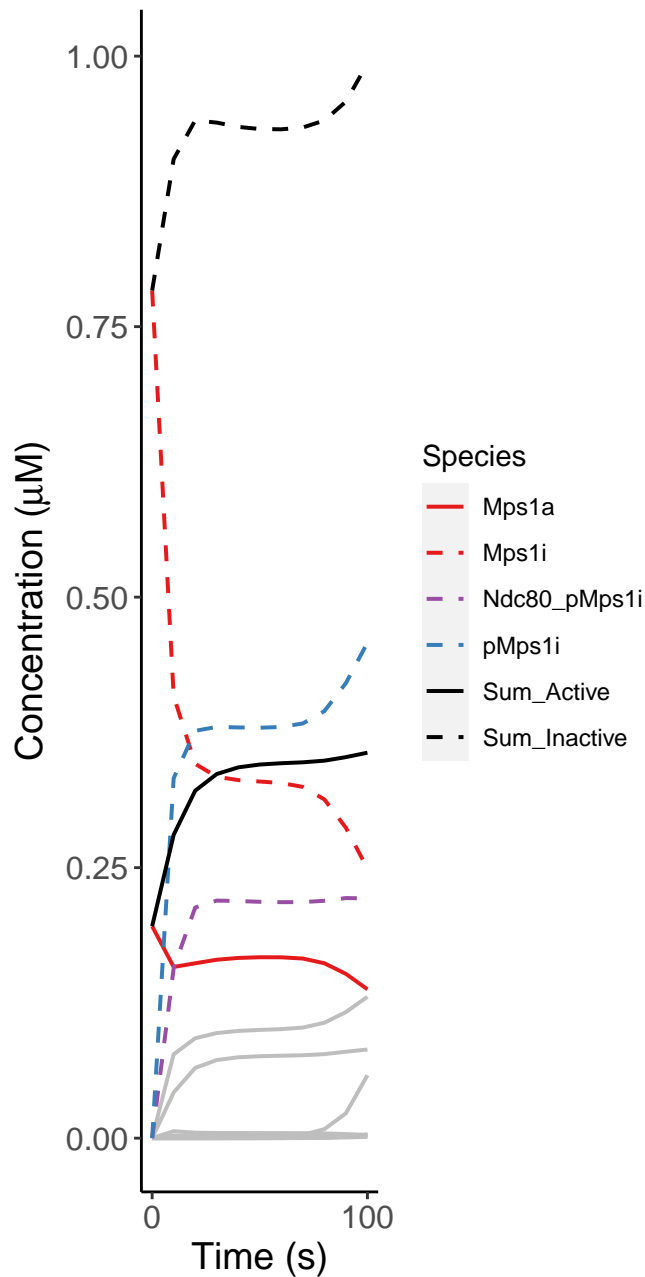 1.00
0.75
0.50
0.25
0.00
Concentration (μM)
0
100
Time (s)
Species
Mps1a
Mps1i
Ndc80_pMps1i
pMps1i
Sum_Active
Sum_Inactive